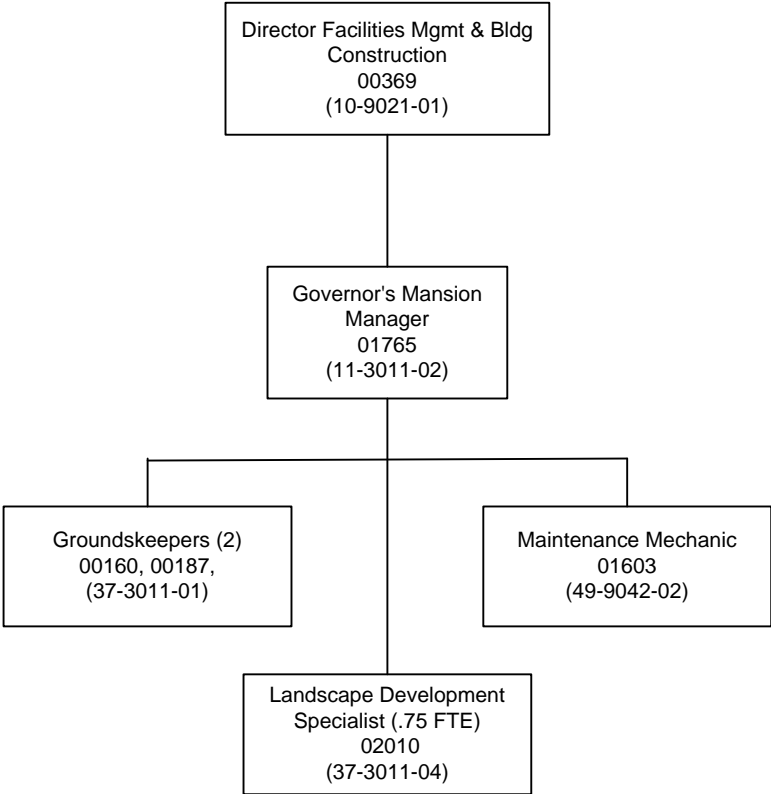 Director Facilities Mgmt & Bldg
Construction
00369
(10-9021-01)
Governor's Mansion
Manager
01765
(11-3011-02)
Groundskeepers (2)
00160, 00187,
(37-3011-01)
Maintenance Mechanic
01603
(49-9042-02)
Landscape Development
Specialist (.75 FTE)
02010
(37-3011-04)